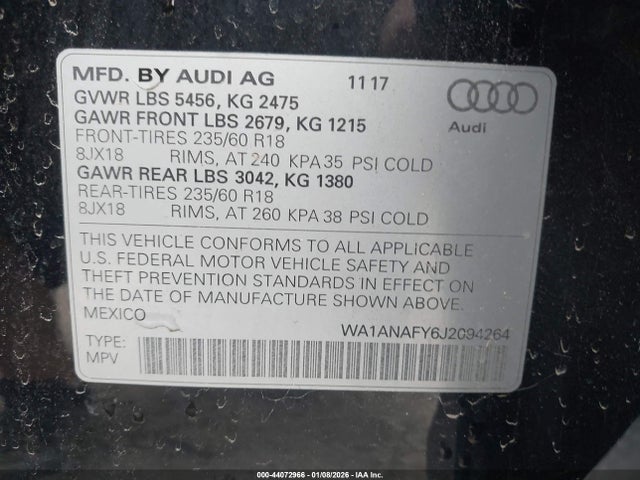 MFD. BY AUDI AG 11 17
GVWR LBS 5456, KG 2475
GAWR FRONT LBS 2679, KG 1215
FRONT-TIRES 235/60 R18
8JX18 RIMS, AT 240 KPA 35 PSI COLD
GAWR REAR LBS 3042, KG 1380
REAR-TIRES 235/60 R18
8JX18 RIMS, AT 260 KPA 38 PSI COLD
Audi
THIS VEHICLE CONFORMS TO ALL APPLICABLE
U.S. FEDERAL MOTOR VEHICLE SAFETY AND
THEFT PREVENTION STANDARDS IN EFFECT ON
THE DATE OF MANUFACTURE SHOWN ABOVE.
MEXICO
WA1ANAFY6J2094264
TYPE:
MPV
000-44072966 - 01/08/2026 - IAA Inc.